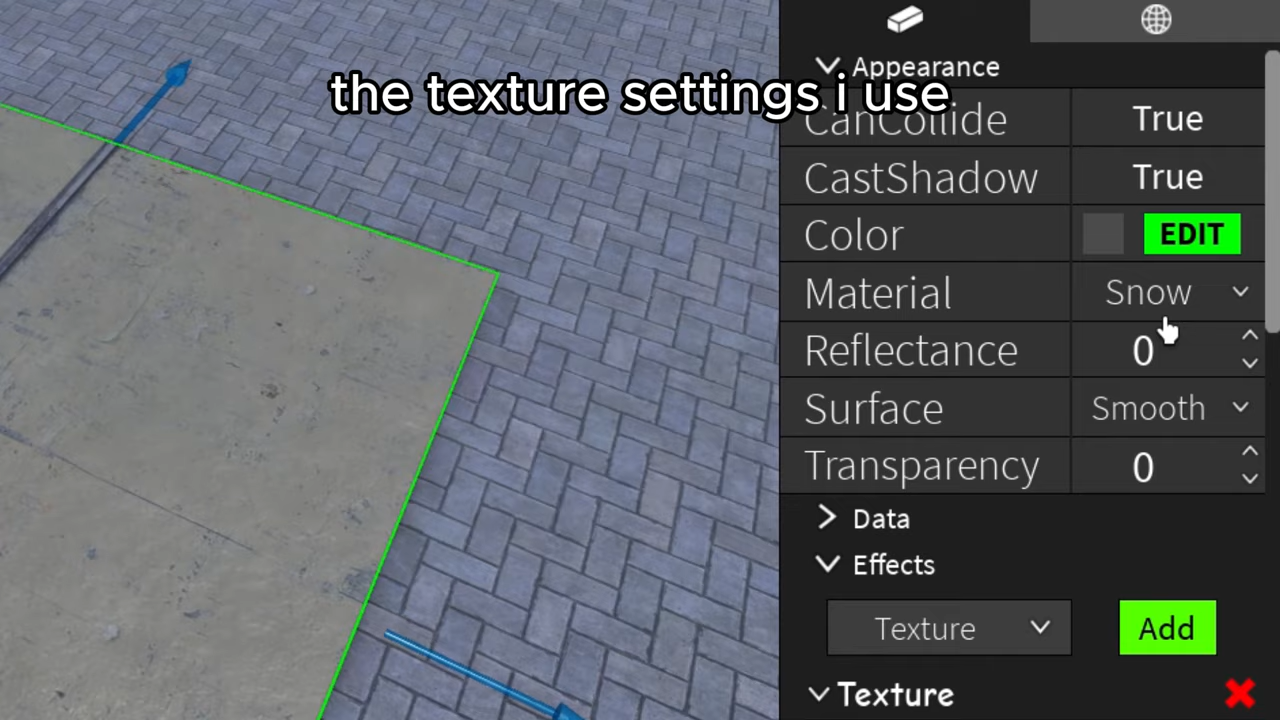 Appearance
the texture settings i use
CanCollide True
CastShadow True
Color EDIT
Material Snow
Reflectance 0
Surface Smooth
Transparency 0
Data
Effects
Texture Add
Texture